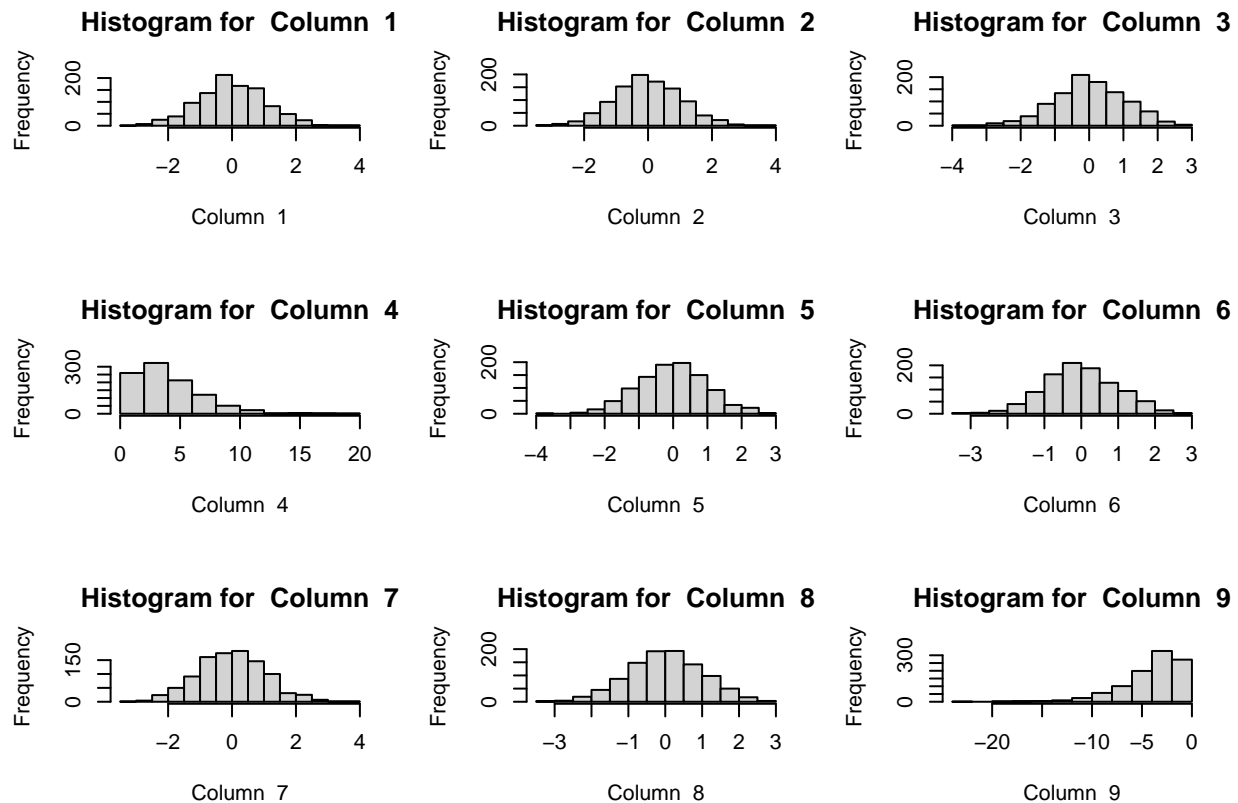 Histogram for  Column  1
Frequency
0 200
−2 0 2 4
Column  1
Histogram for  Column  2
Frequency
0 200
−2 0 2 4
Column  2
Histogram for  Column  3
Frequency
0 200
−4 −2 0 1 2 3
Column  3
Histogram for  Column  4
Frequency
0 300
0 5 10 15 20
Column  4
Histogram for  Column  5
Frequency
0 200
−4 −2 0 1 2 3
Column  5
Histogram for  Column  6
Frequency
0 200
−3 −1 0 1 2 3
Column  6
Histogram for  Column  7
Frequency
0 150
−2 0 2 4
Column  7
Histogram for  Column  8
Frequency
0 200
−3 −1 0 1 2 3
Column  8
Histogram for  Column  9
Frequency
0 300
−20 −10 −5 0
Column  9